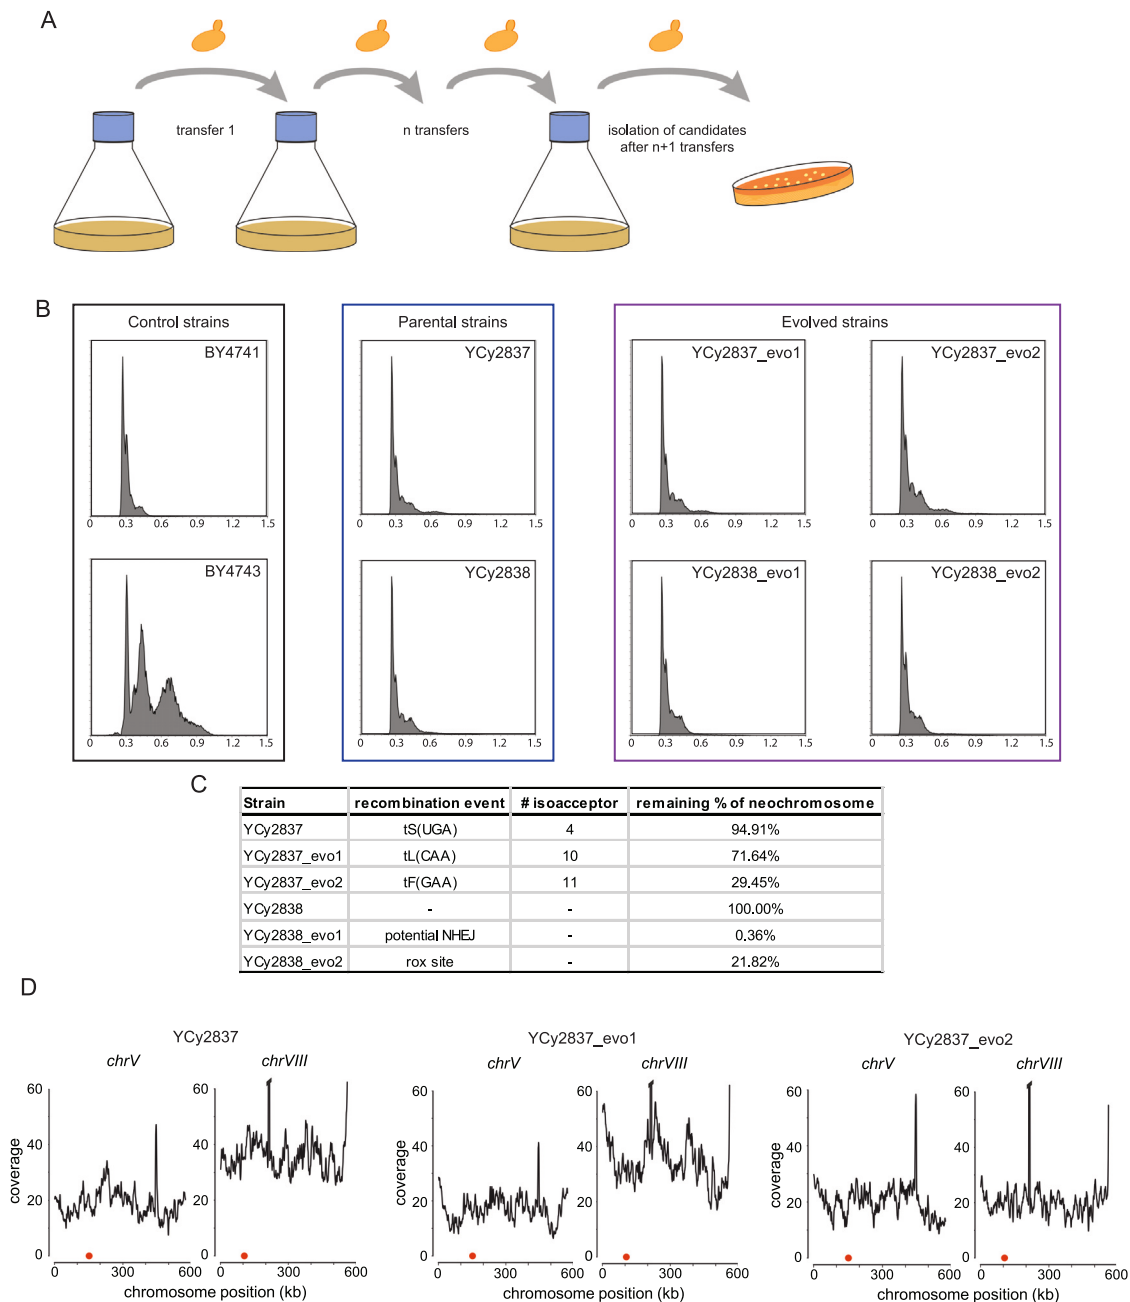 A
transfer 1
n transfers
isolation of candidates
after n+1 transfers
B
Control strains
Parental strains
Evolved strains
BY4741
YCy2837
YCy2837_evo1
YCy2837_evo2
0 0.3 0.6 0.9 1.2 1.5
0 0.3 0.6 0.9 1.2 1.5
0 0.3 0.6 0.9 1.2 1.5
0 0.3 0.6 0.9 1.2 1.5
BY4743
YCy2838
YCy2838_evo1
YCy2838_evo2
0 0.3 0.6 0.9 1.2 1.5
0 0.3 0.6 0.9 1.2 1.5
0 0.3 0.6 0.9 1.2 1.5
0 0.3 0.6 0.9 1.2 1.5
C
Strain recombination event # isoacceptor remaining % of neochromosome
YCy2837 tS(UGA) 4 94.91%
YCy2837_evo1 tL(CAA) 10 71.64%
YCy2837_evo2 tF(GAA) 11 29.45%
YCy2838 - - 100.00%
YCy2838_evo1 potential NHEJ - 0.36%
YCy2838_evo2 rox site - 21.82%
D
YCy2837
chrV chrVIII
coverage
60 40 20 0
60 40 20 0
0 600 0 600
chromosome position (kb)
YCy2837_evo1
chrV chrVIII
coverage
60 40 20 0
60 40 20 0
0 600 0 600
chromosome position (kb)
YCy2837_evo2
chrV chrVIII
coverage
60 40 20 0
60 40 20 0
0 600 0 600
chromosome position (kb)